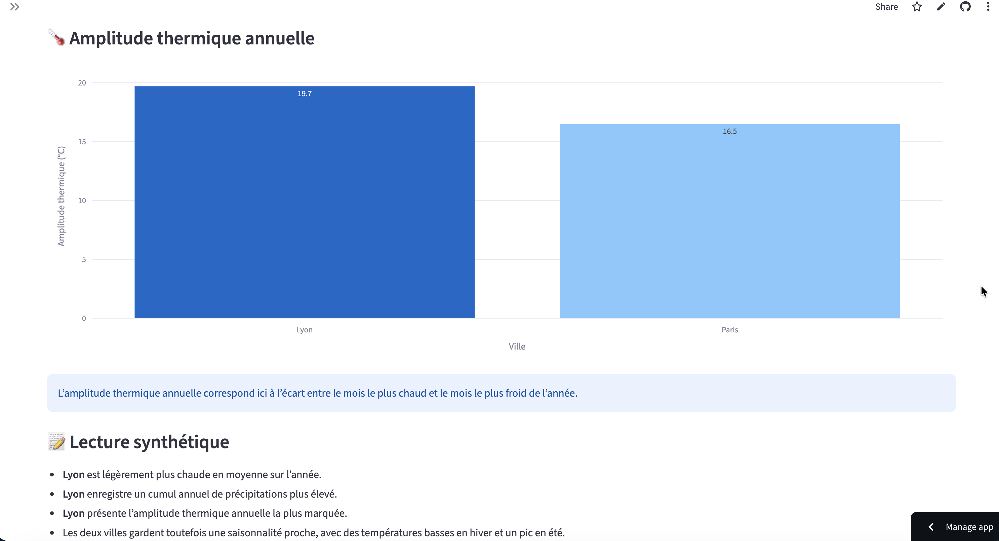 Share
Amplitude thermique annuelle
20
19.7
16.5
15
Amplitude thermique (°C)
10
5
0
Lyon
Paris
Ville
L’amplitude thermique annuelle correspond ici à l’écart entre le mois le plus chaud et le mois le plus froid de l’année.
Lecture synthétique
Lyon est légèrement plus chaude en moyenne sur l’année.
Lyon enregistre un cumul annuel de précipitations plus élevé.
Lyon présente l’amplitude thermique annuelle la plus marquée.
Les deux villes gardent toutefois une saisonnalité proche, avec des températures basses en hiver et un pic en été.
Manage app